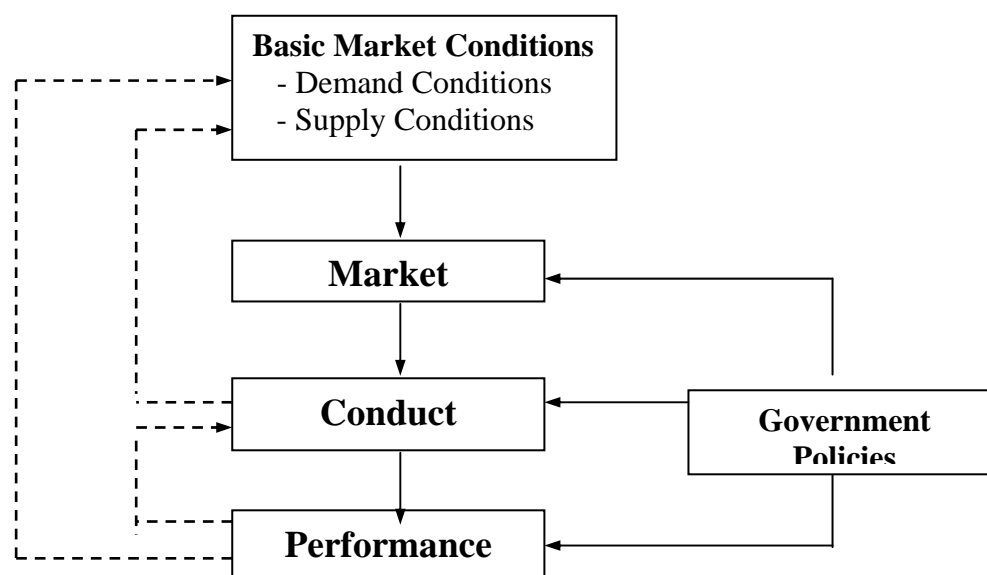 Basic Market Conditions
- Demand Conditions
- Supply Conditions
Market
Conduct
Government
Policies
Performance